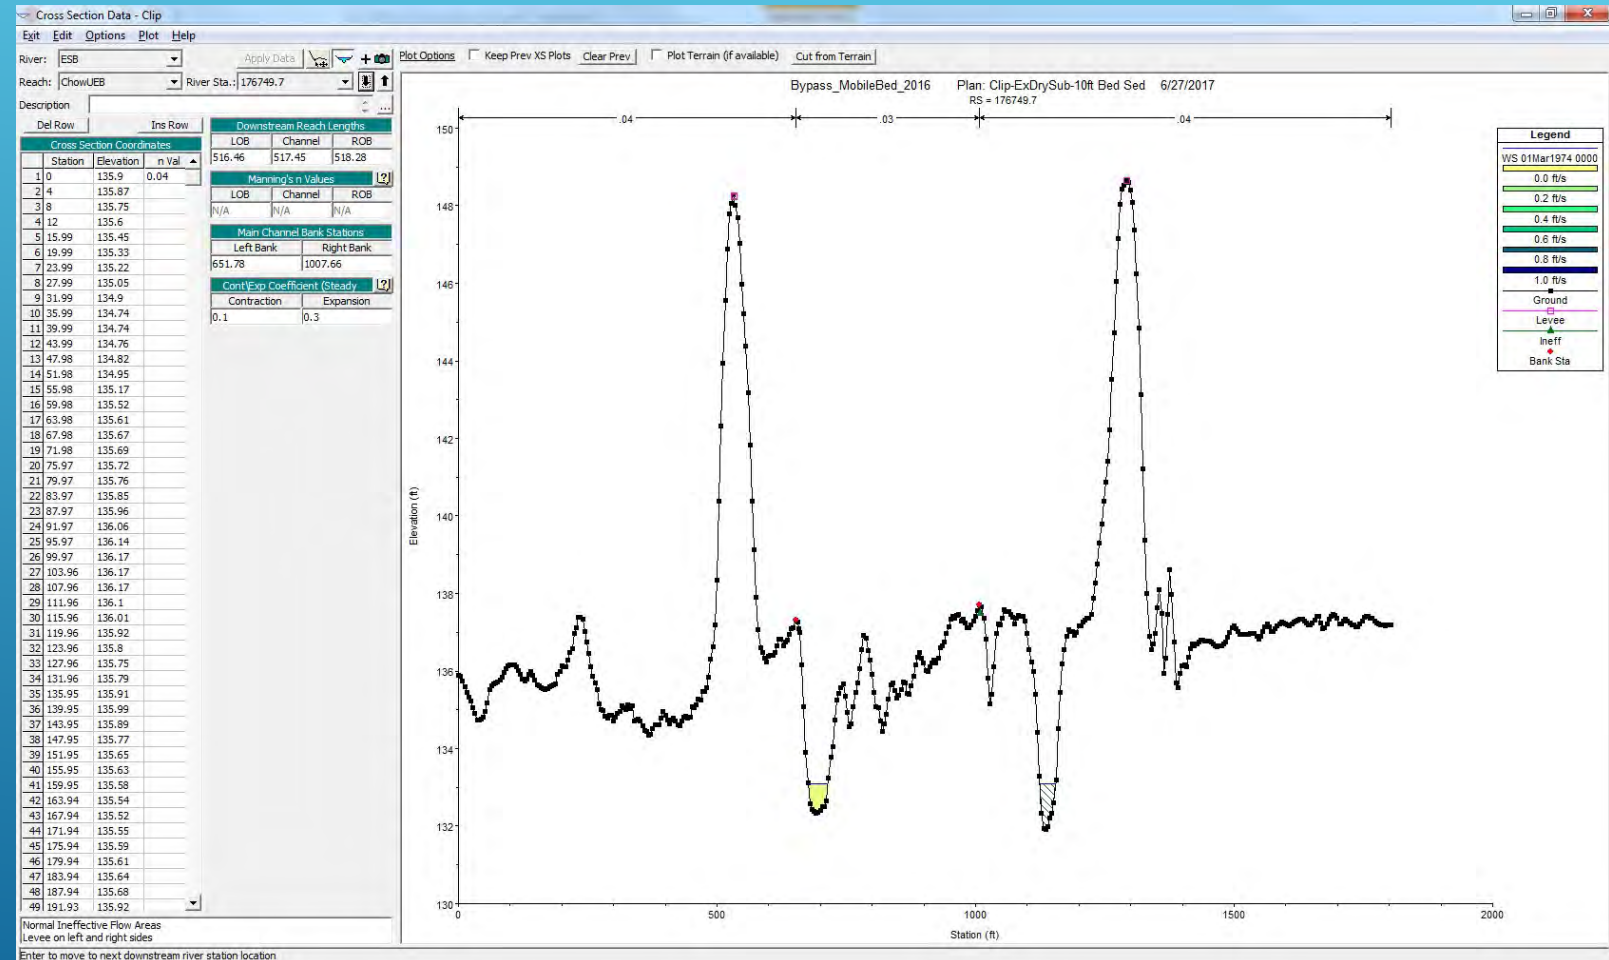 Cross Section Data - Clip
Exit Edit Options Plot Help
River: ESB Apply Data
Reach: ChowUEB River Sta.: 176749.7
Description ...
Del Row Ins Row
Cross Section Coordinates
Station Elevation n Val
1 0 135.9 0.04
2 4 135.87
3 8 135.75
4 12 135.6
5 15.99 135.45
6 19.99 135.33
7 23.99 135.22
8 27.99 135.05
9 31.99 134.9
10 35.99 134.74
11 39.99 134.74
12 43.99 134.76
13 47.98 134.82
14 51.98 134.95
15 55.98 135.17
16 59.98 135.52
17 63.98 135.61
18 67.98 135.67
19 71.98 135.69
20 75.97 135.72
21 79.97 135.76
22 83.97 135.85
23 87.97 135.96
24 91.97 136.06
25 95.97 136.14
26 99.97 136.17
27 103.96 136.17
28 107.96 136.17
29 111.96 136.1
30 115.96 136.01
31 119.96 135.92
32 123.96 135.8
33 127.96 135.75
34 131.96 135.79
35 135.95 135.91
36 139.95 135.99
37 143.95 135.89
38 147.95 135.77
39 151.95 135.65
40 155.95 135.63
41 159.95 135.58
42 163.94 135.54
43 167.94 135.52
44 171.94 135.55
45 175.94 135.59
46 179.94 135.61
47 183.94 135.64
48 187.94 135.68
49 191.93 135.92
Downstream Reach Lengths
LOB Channel ROB
516.46 517.45 518.28
Manning's n Values
LOB Channel ROB
N/A N/A N/A
Main Channel Bank Stations
Left Bank Right Bank
651.78 1007.66
Cont\Exp Coefficient (Steady
Contraction Expansion
0.1 0.3
Normal Ineffective Flow Areas
Levee on left and right sides
Enter to move to next downstream river station location
Plot Options Keep Prev XS Plots Clear Prev Plot Terrain (if available) Cut from Terrain
Bypass_MobileBed_2016 Plan: Clip-ExDrySub-10ft Bed Sed 6/27/2017
RS = 176749.7
.04 .03 .04
150
148
146
144
142
140
138
136
134
132
130
Elevation (ft)
0 500 1000 1500 2000
Station (ft)
Legend
WS 01Mar1974 0000
0.0 ft/s
0.2 ft/s
0.4 ft/s
0.6 ft/s
0.8 ft/s
1.0 ft/s
Ground
Levee
Ineff
Bank Sta